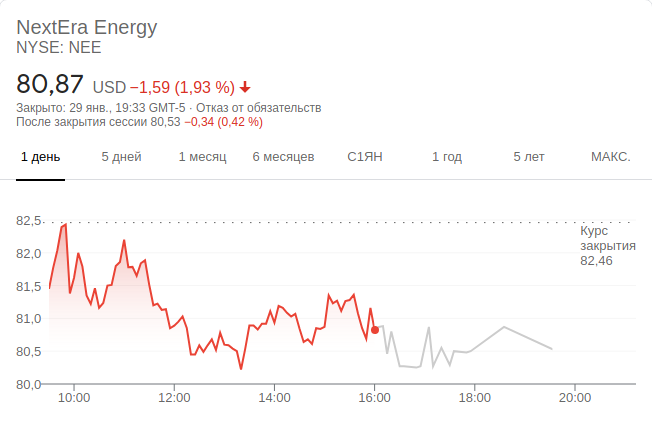 NextEra Energy
NYSE: NEE
80,87 USD −1,59 (1,93 %)
Закрыто: 29 янв., 19:33 GMT-5 · Отказ от обязательств
После закрытия сессии 80,53 −0,34 (0,42 %)
1 день 5 дней 1 месяц 6 месяцев С1ЯН 1 год 5 лет МАКС.
82,5
Курс
закрытия
82,46
82,0
81,5
81,0
80,5
80,0
10:00 12:00 14:00 16:00 18:00 20:00